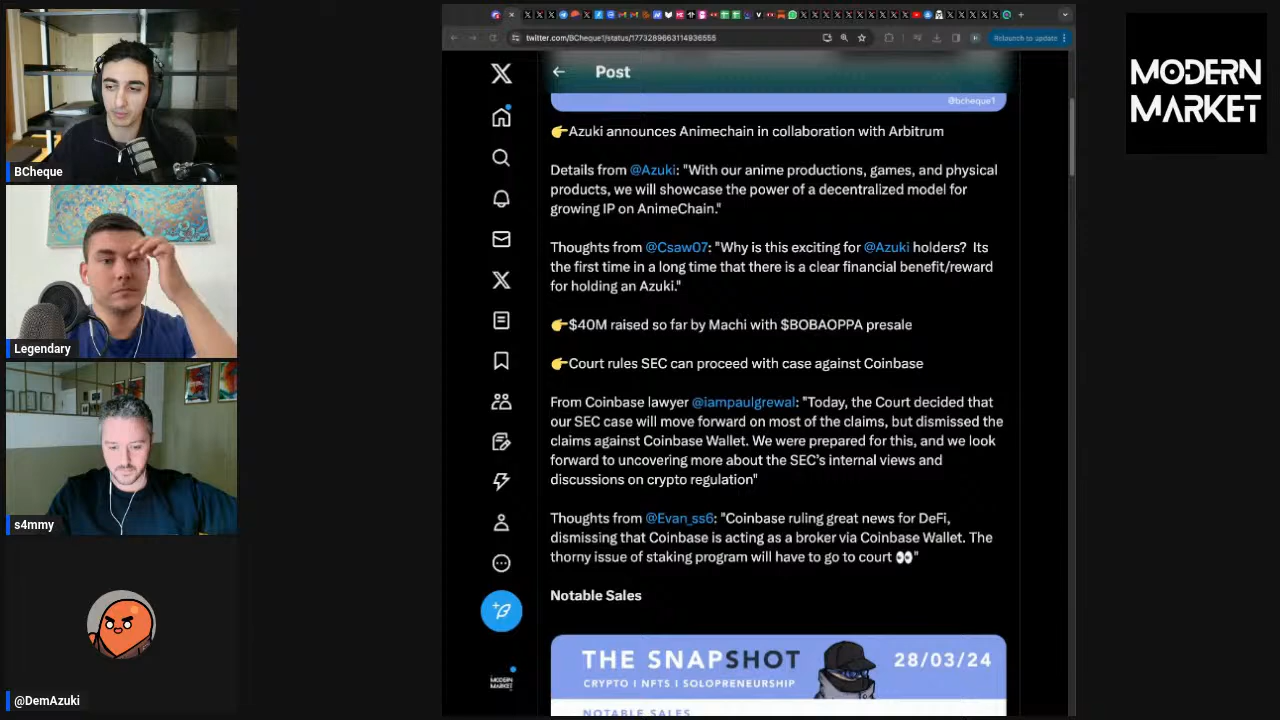 BCheque
Legendary
s4mmy
@DemAzuki
twitter.com/BCheque1/status/1773289663114936555
Relaunch to update
MODERN
MARKET
Post
@bcheque1
👉Azuki announces Animechain in collaboration with Arbitrum
Details from @Azuki: "With our anime productions, games, and physical
products, we will showcase the power of a decentralized model for
growing IP on AnimeChain."
Thoughts from @Csaw07: "Why is this exciting for @Azuki holders? Its
the first time in a long time that there is a clear financial benefit/reward
for holding an Azuki."
👉$40M raised so far by Machi with $BOBAOPPA presale
👉Court rules SEC can proceed with case against Coinbase
From Coinbase lawyer @iampaulgrewal: "Today, the Court decided that
our SEC case will move forward on most of the claims, but dismissed the
claims against Coinbase Wallet. We were prepared for this, and we look
forward to uncovering more about the SEC's internal views and
discussions on crypto regulation"
Thoughts from @Evan_ss6: "Coinbase ruling great news for DeFi,
dismissing that Coinbase is acting as a broker via Coinbase Wallet. The
thorny issue of staking program will have to go to court 👀"
Notable Sales
THE SNAPSHOT
28/03/24
CRYPTO | NFTS | SOLOPRENEURSHIP
NOTABLE SALES
MODERN
MARKET